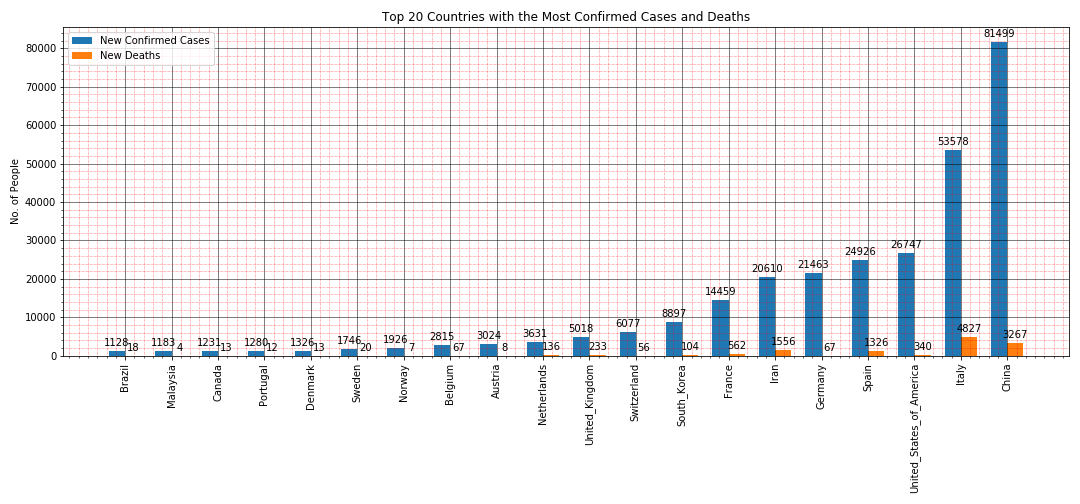 Top 20 Countries with the Most Confirmed Cases and Deaths
New Confirmed Cases
New Deaths
No. of People
80000
70000
60000
50000
40000
30000
20000
10000
0
1128 18
1183 4
1231 13
1280 12
1326 13
1746 20
1926 7
2815 67
3024 8
3631 136
5018 233
6077 56
8897 104
14459 562
20610 1556
21463 67
24926 1326
26747 340
53578 4827
81499 3267
Brazil
Malaysia
Canada
Portugal
Denmark
Sweden
Norway
Belgium
Austria
Netherlands
United_Kingdom
Switzerland
South_Korea
France
Iran
Germany
Spain
United_States_of_America
Italy
China